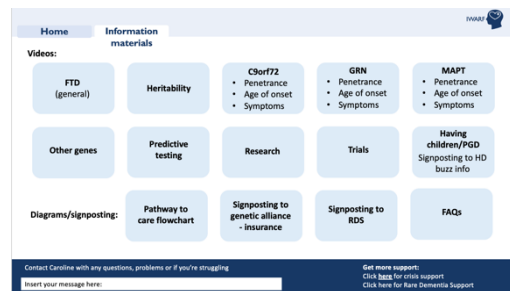 IWARF
Home
Information
materials
Videos:
FTD
(general)
Heritability
C9orf72
• Penetrance
• Age of onset
• Symptoms
GRN
• Penetrance
• Age of onset
• Symptoms
MAPT
• Penetrance
• Age of onset
• Symptoms
Other genes
Predictive
testing
Research
Trials
Having
children/PGD
Signposting to HD
buzz info
Diagrams/signposting:
Pathway to
care flowchart
Signposting to
genetic alliance
- insurance
Signposting to
RDS
FAQs
Contact Caroline with any questions, problems or if you're struggling
Insert your message here:
Get more support:
Click here for crisis support
Click here for Rare Dementia Support